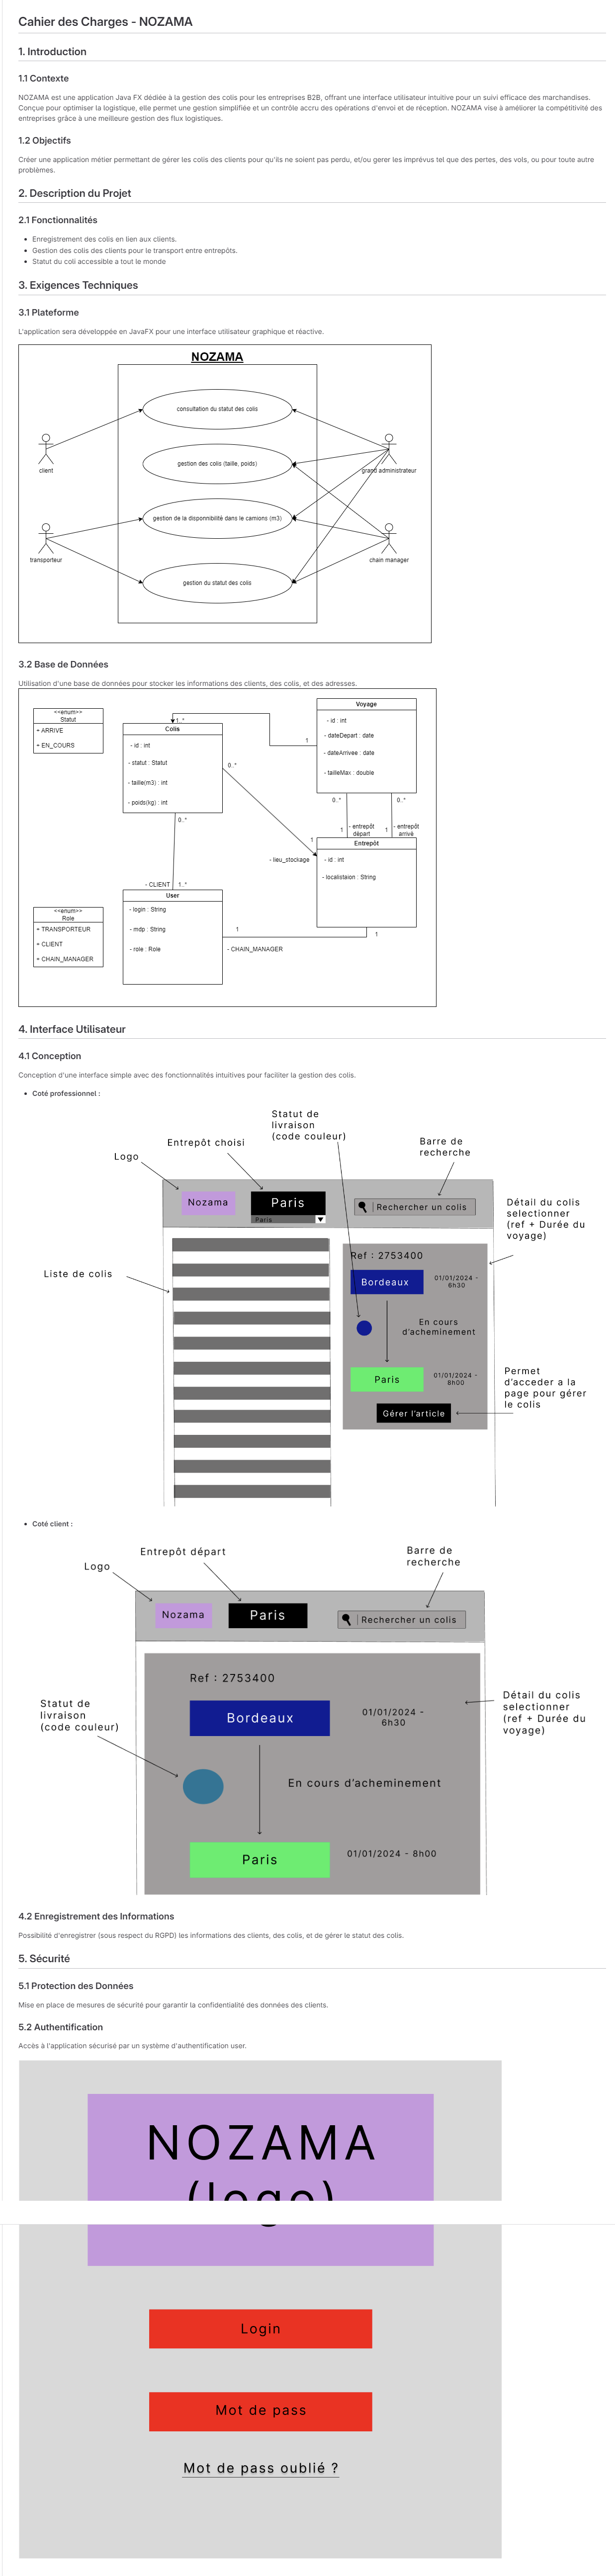 Cahier des Charges - NOZAMA
1. Introduction
1.1 Contexte
NOZAMA est une application Java FX dédiée à la gestion des colis pour les entreprises B2B, offrant une interface utilisateur intuitive pour un suivi efficace des marchandises.
Conçue pour optimiser la logistique, elle permet une gestion simplifiée et un contrôle accru des opérations d'envoi et de réception. NOZAMA vise à améliorer la compétitivité des
entreprises grâce à une meilleure gestion des flux logistiques.
1.2 Objectifs
Créer une application métier permettant de gérer les colis des clients pour qu'ils ne soient pas perdu, et/ou gerer les imprévus tel que des pertes, des vols, ou pour toute autre
problèmes.
2. Description du Projet
2.1 Fonctionnalités
• Enregistrement des colis en lien aux clients.
• Gestion des colis des clients pour le transport entre entrepôts.
• Statut du coli accessible a tout le monde
3. Exigences Techniques
3.1 Plateforme
L'application sera développée en JavaFX pour une interface utilisateur graphique et réactive.
NOZAMA
consultation du statut des colis
client
gestion des colis (taille, poids)
grand administrateur
gestion de la disponnibilité dans le camions (m3)
transporteur
chain manager
gestion du statut des colis
3.2 Base de Données
Utilisation d'une base de données pour stocker les informations des clients, des colis, et des adresses.
<<enum>>
Statut
+ ARRIVE
+ EN_COURS
1..*
Colis
- id : int
- statut : Statut
- taille(m3) : int
- poids(kg) : int
Voyage
- id : int
- dateDepart : date
- dateArrivee : date
- tailleMax : double
1
0..*
0..*
0..*
0..*
1
- entrepôt
départ
1
- entrepôt
arrivé
1
- lieu_stockage
Entrepôt
- id : int
- localistaion : String
- CLIENT
1..*
User
- login : String
- mdp : String
- role : Role
<<enum>>
Role
+ TRANSPORTEUR
+ CLIENT
+ CHAIN_MANAGER
1
- CHAIN_MANAGER
1
4. Interface Utilisateur
4.1 Conception
Conception d'une interface simple avec des fonctionnalités intuitives pour faciliter la gestion des colis.
• Coté professionnel :
Statut de
livraison
(code couleur)
Entrepôt choisi
Barre de
recherche
Logo
Nozama
Paris
Paris
Rechercher un colis
Détail du colis
selectionner
(ref + Durée du
voyage)
Liste de colis
Ref : 2753400
Bordeaux
01/01/2024 -
6h30
En cours
d'acheminement
Paris
01/01/2024 -
8h00
Permet
d'acceder a la
page pour gérer
le colis
Gérer l'article
• Coté client :
Entrepôt départ
Barre de
recherche
Logo
Nozama
Paris
Rechercher un colis
Ref : 2753400
Statut de
livraison
(code couleur)
Bordeaux
01/01/2024 -
6h30
Détail du colis
selectionner
(ref + Durée du
voyage)
En cours d'acheminement
Paris
01/01/2024 - 8h00
4.2 Enregistrement des Informations
Possibilité d'enregistrer (sous respect du RGPD) les informations des clients, des colis, et de gérer le statut des colis.
5. Sécurité
5.1 Protection des Données
Mise en place de mesures de sécurité pour garantir la confidentialité des données des clients.
5.2 Authentification
Accès à l'application sécurisé par un système d'authentification user.
NOZAMA
(logo)
Login
Mot de pass
Mot de pass oublié ?